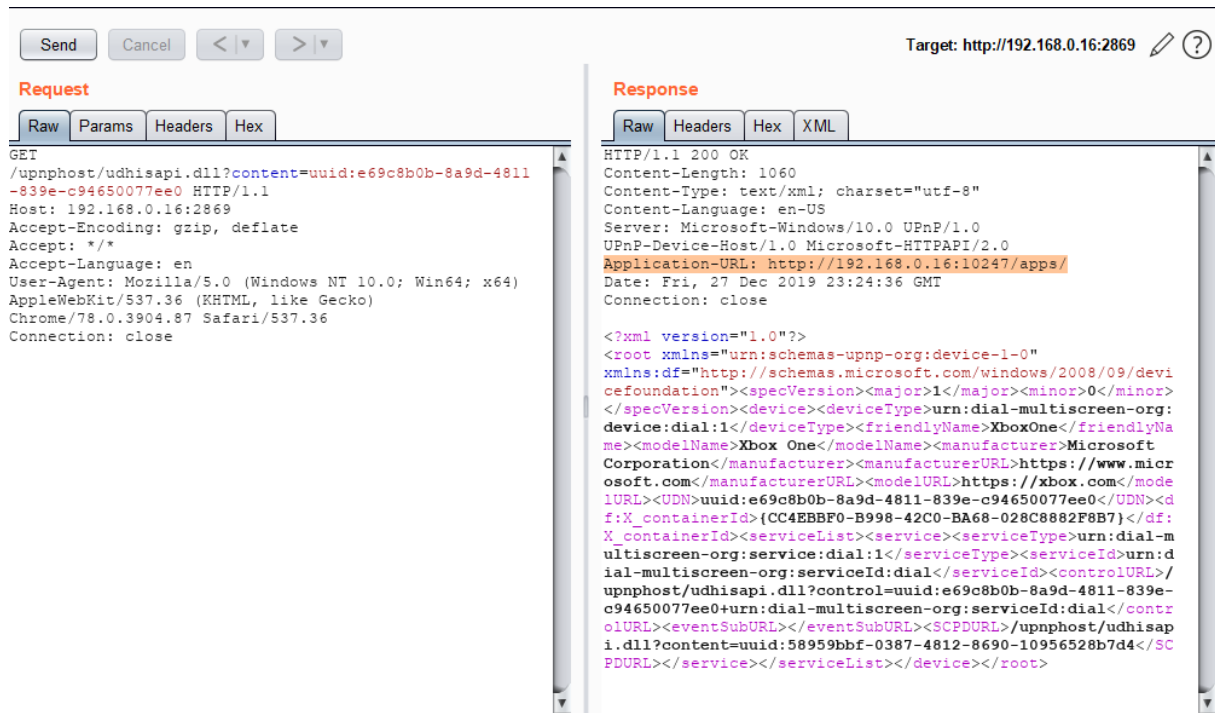 Send Cancel < ▼ > ▼ Target: http://192.168.0.16:2869 ?
Request
Raw Params Headers Hex
GET
/upnphost/udhisapi.dll?content=uuid:e69c8b0b-8a9d-4811
-839e-c94650077ee0 HTTP/1.1
Host: 192.168.0.16:2869
Accept-Encoding: gzip, deflate
Accept: */*
Accept-Language: en
User-Agent: Mozilla/5.0 (Windows NT 10.0; Win64; x64)
AppleWebKit/537.36 (KHTML, like Gecko)
Chrome/78.0.3904.87 Safari/537.36
Connection: close
Response
Raw Headers Hex XML
HTTP/1.1 200 OK
Content-Length: 1060
Content-Type: text/xml; charset="utf-8"
Content-Language: en-US
Server: Microsoft-Windows/10.0 UPnP/1.0
UPnP-Device-Host/1.0 Microsoft-HTTPAPI/2.0
Application-URL: http://192.168.0.16:10247/apps/
Date: Fri, 27 Dec 2019 23:24:36 GMT
Connection: close
<?xml version="1.0"?>
<root xmlns="urn:schemas-upnp-org:device-1-0"
xmlns:df="http://schemas.microsoft.com/windows/2008/09/devi
cefoundation"><specVersion><major>1</major><minor>0</minor>
</specVersion><device><deviceType>urn:dial-multiscreen-org:
device:dial:1</deviceType><friendlyName>XboxOne</friendlyNa
me><modelName>Xbox One</modelName><manufacturer>Microsoft
Corporation</manufacturer><manufacturerURL>https://www.micr
osoft.com</manufacturerURL><modelURL>https://xbox.com</mode
lURL><UDN>uuid:e69c8b0b-8a9d-4811-839e-c94650077ee0</UDN><d
f:X_containerId>{CC4EBBF0-B998-42C0-BA68-028C8882F8B7}</df:
X_containerId><serviceList><service><serviceType>urn:dial-m
ultiscreen-org:service:dial:1</serviceType><serviceId>urn:d
ial-multiscreen-org:serviceId:dial</serviceId><controlURL>/
upnphost/udhisapi.dll?control=uuid:e69c8b0b-8a9d-4811-839e-
c94650077ee0+urn:dial-multiscreen-org:serviceId:dial</contr
olURL><eventSubURL></eventSubURL><SCPDURL>/upnphost/udhisap
i.dll?content=uuid:58959bbf-0387-4812-8690-10956528b7d4</SC
PDURL></service></serviceList></device></root>